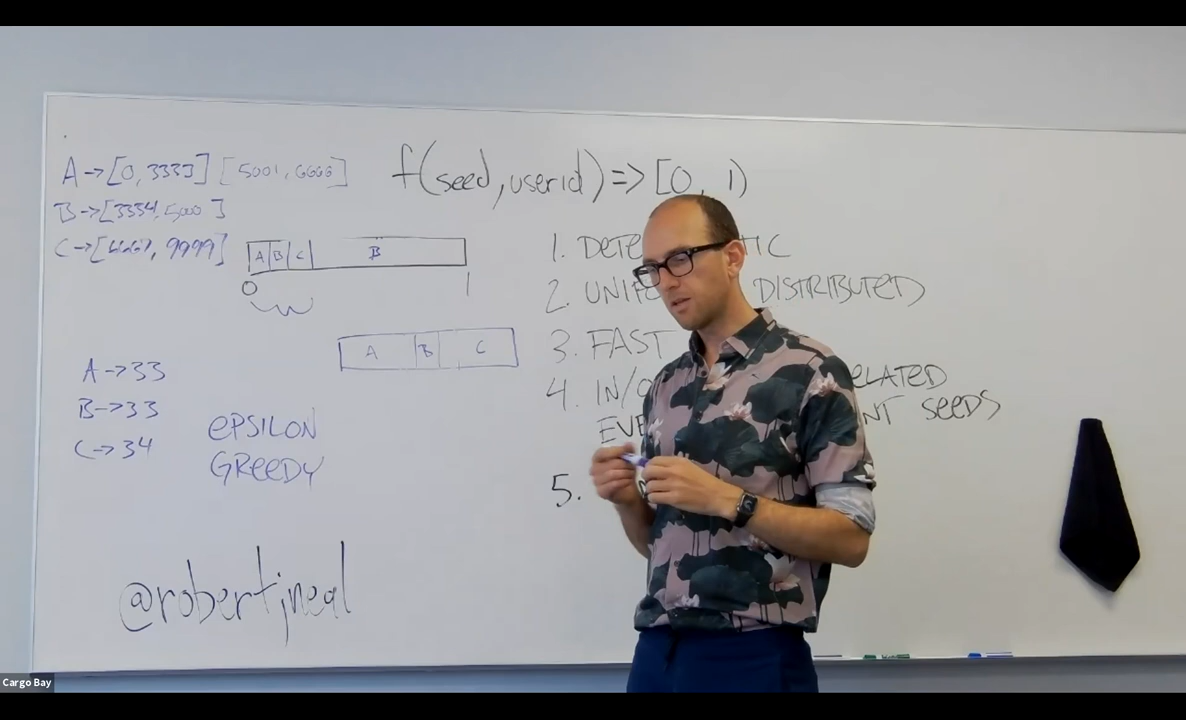 A→[0, 3333] [5001, 6666]
B→[3334, 5000]
C→[6667, 9999]
f(seed, userid) => [0, 1)
A B C B
0 1
A B C
A→33
B→33
C→34
EPSILON
GREEDY
@robertjneal
1. DETE TIC
2. UNIF DISTRIBUTED
3. FAST
4. IN/O ELATED
EVE NT SEEDS
5.
Cargo Bay